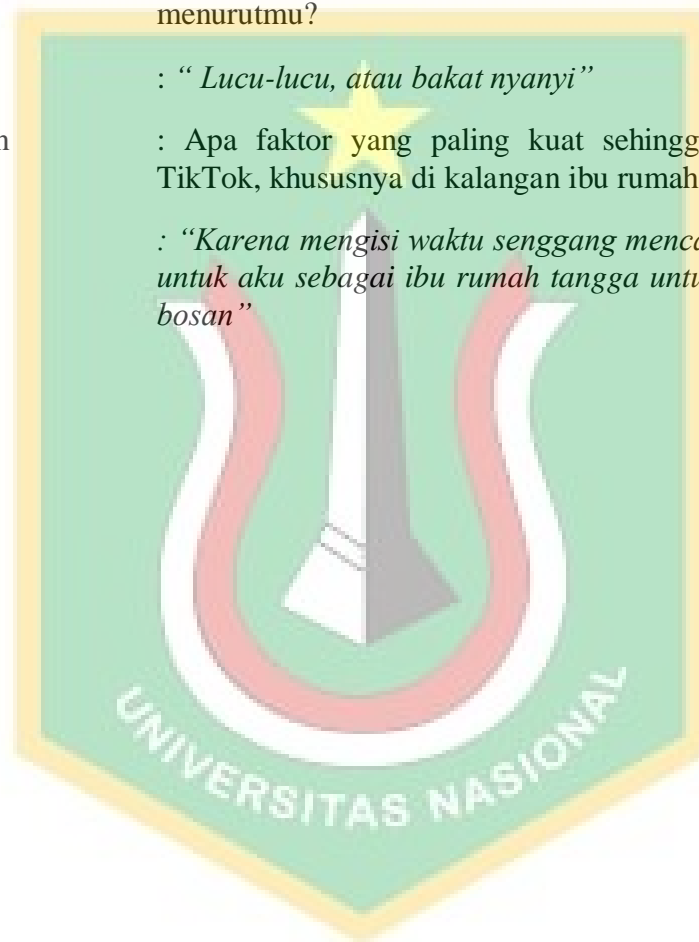 menurutmu?
: “ Lucu-lucu, atau bakat nyanyi”
: Apa faktor yang paling kuat sehingg
TikTok, khususnya di kalangan ibu rumah
: “Karena mengisi waktu senggang menca
untuk aku sebagai ibu rumah tangga untu
bosan”
UNIVERSITAS NASIONAL